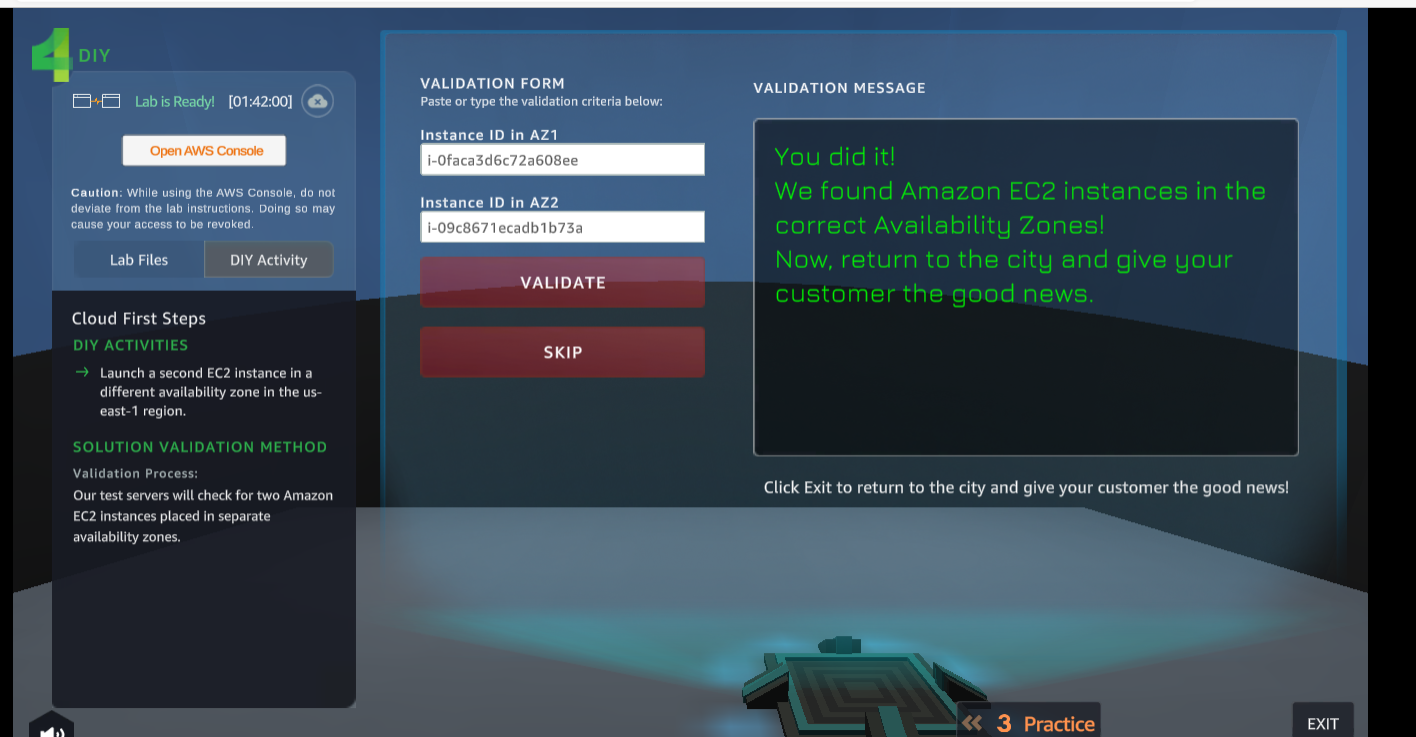 4 DIY
Lab is Ready! [01:42:00]
Open AWS Console
Caution: While using the AWS Console, do not
deviate from the lab instructions. Doing so may
cause your access to be revoked.
Lab Files DIY Activity
Cloud First Steps
DIY ACTIVITIES
→ Launch a second EC2 instance in a
different availability zone in the us-
east-1 region.
SOLUTION VALIDATION METHOD
Validation Process:
Our test servers will check for two Amazon
EC2 instances placed in separate
availability zones.
VALIDATION FORM
Paste or type the validation criteria below:
Instance ID in AZ1
i-0faca3d6c72a608ee
Instance ID in AZ2
i-09c8671ecadb1b73a
VALIDATE
SKIP
VALIDATION MESSAGE
You did it!
We found Amazon EC2 instances in the
correct Availability Zones!
Now, return to the city and give your
customer the good news.
Click Exit to return to the city and give your customer the good news!
« 3 Practice
EXIT